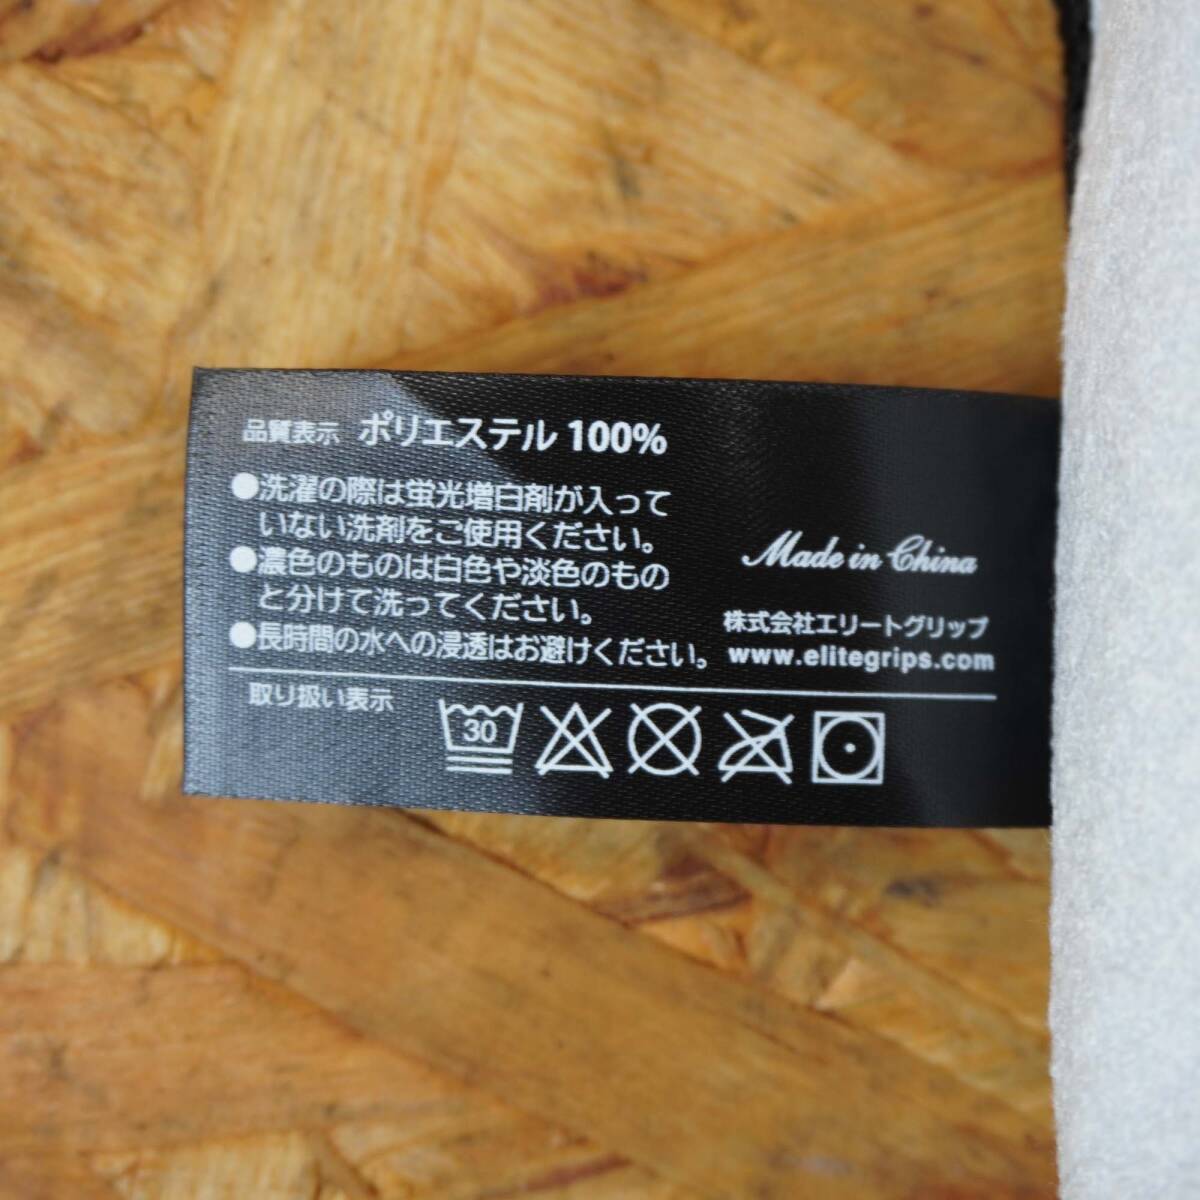 品質表示 ポリエステル 100%
●洗濯の際は蛍光増白剤が入って
いない洗剤をご使用ください。
●濃色のものは白色や淡色のもの
と分けて洗ってください。
●長時間の水への浸透はお避けください。
Made in China
株式会社エリートグリップ
www.elitegrips.com
取り扱い表示
30